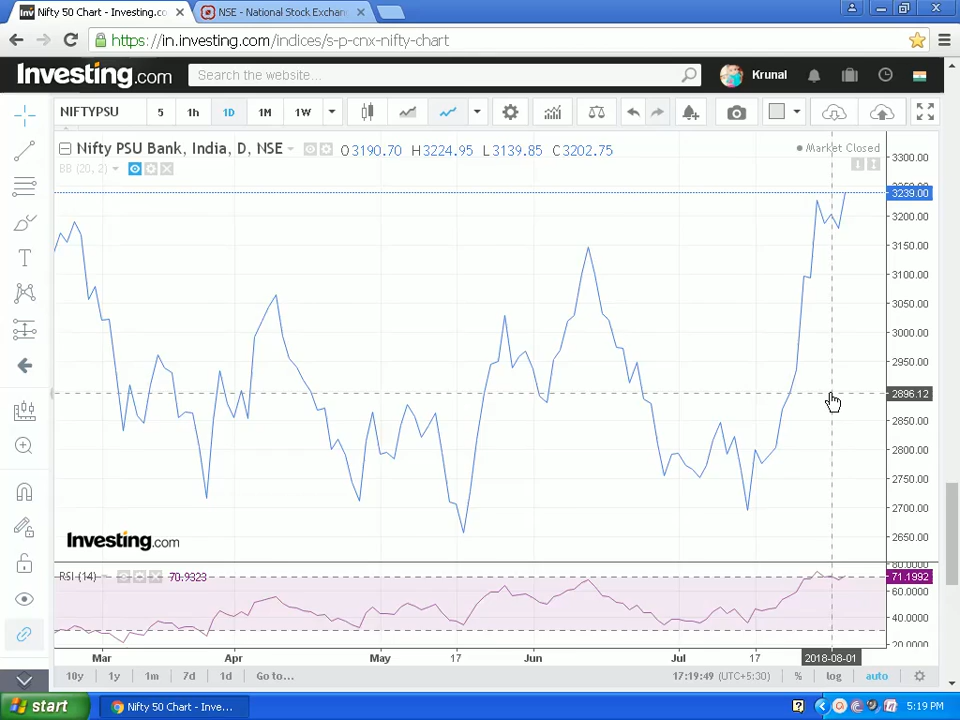 Nifty 50 Chart - Investing.co
NSE - National Stock Exchan
https://in.investing.com/indices/s-p-cnx-nifty-chart
Investing.com
Search the website...
Krunal
NIFTYPSU 5 1h 1D 1M 1W
Nifty PSU Bank, India, D, NSE O3190.70 H3224.95 L3139.85 C3202.75
Market Closed
BB (20, 2)
3300.00
3239.00
3200.00
3150.00
3100.00
3050.00
3000.00
2950.00
2896.12
2850.00
2800.00
2750.00
2700.00
2650.00
Investing.com
RSI (14) 70.9323
80.0000
71.1992
60.0000
40.0000
20.0000
Mar Apr May 17 Jun Jul 17 2018-08-01
10y 1y 1m 7d 1d Go to... 17:19:49 (UTC+5:30) % log auto
start
Nifty 50 Chart - Inve...
5:19 PM